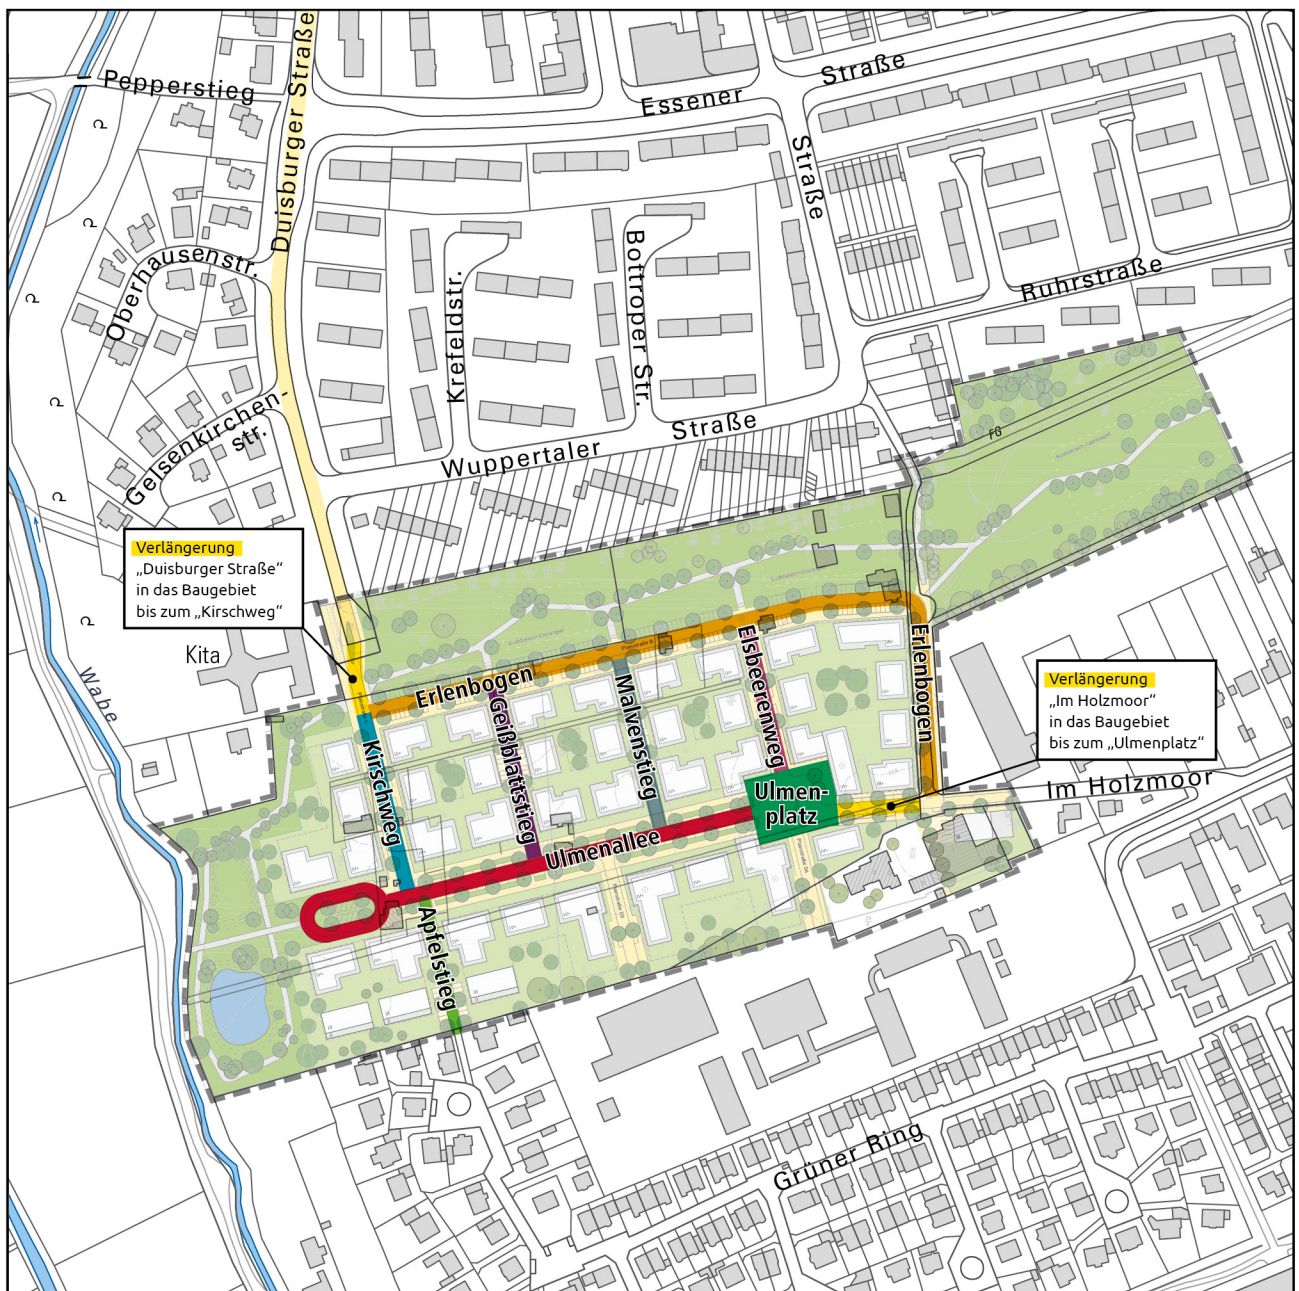 Duisburger Straße
Pepperstieg
Essener
Straße
Straße
Oberhausenstr.
Krefeldstr.
Bottroper Str.
Ruhrstraße
Gelsenkirchen-
str.
Wuppertaler
Straße
FG
Verlängerung
„Duisburger Straße“
in das Baugebiet
bis zum „Kirschweg“
Kita
Wabe
Erlenbogen
Geißblattstieg
Malvenstieg
Elsbeerenweg
Erlenbogen
Verlängerung
„Im Holzmoor“
in das Baugebiet
bis zum „Ulmenplatz“
Im Holzmoor
Kirschweg
Ulmen-
platz
Ulmenallee
Apfelstieg
Grüner Ring